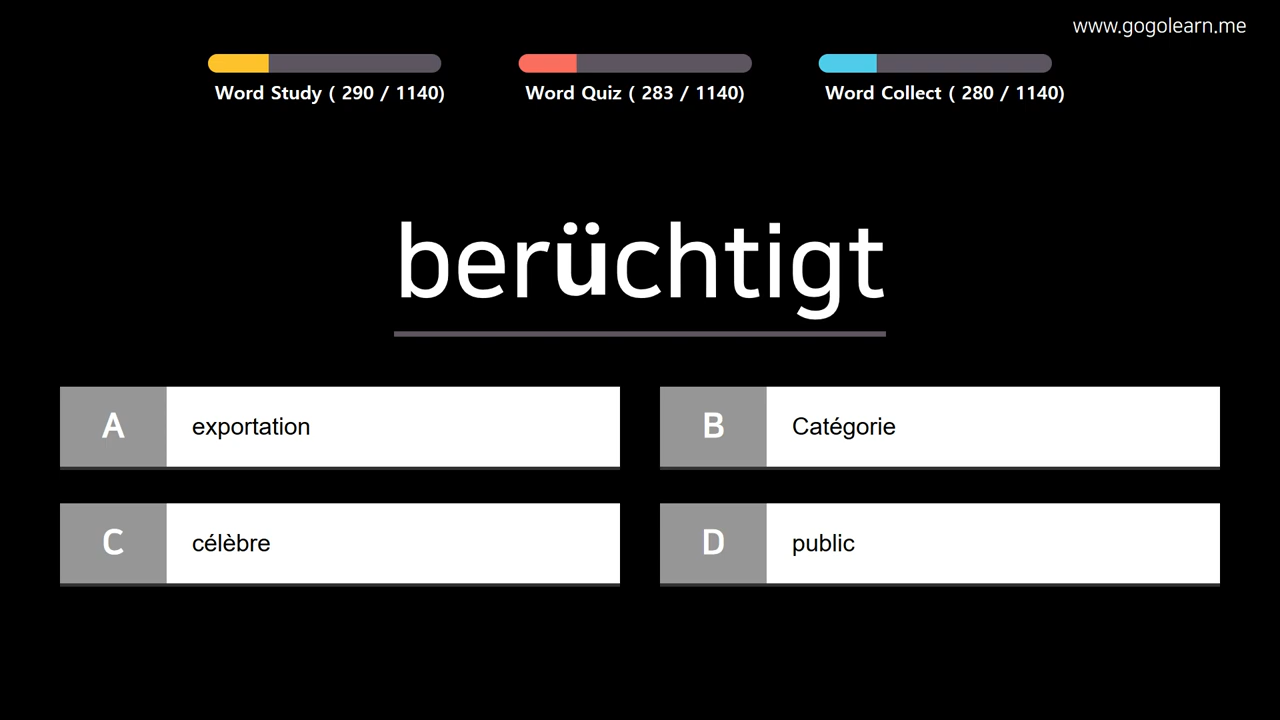 www.gogolearn.me
Word Study ( 290 / 1140)
Word Quiz ( 283 / 1140)
Word Collect ( 280 / 1140)
berüchtigt
A exportation
B Catégorie
C célèbre
D public